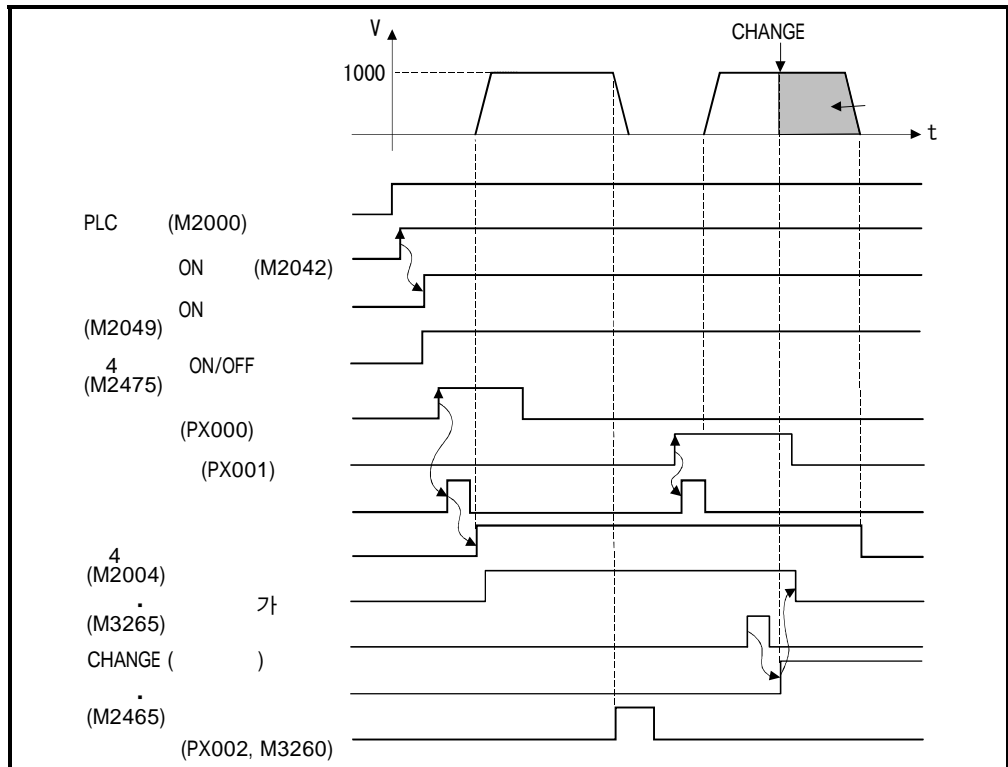 V
CHANGE
1000
t
PLC (M2000)
ON (M2042)
ON
(M2049)
4 ON/OFF
(M2475)
(PX000)
(PX001)
4
(M2004)
· 가
(M3265)
CHANGE ( )
·
(M2465)
(PX002, M3260)